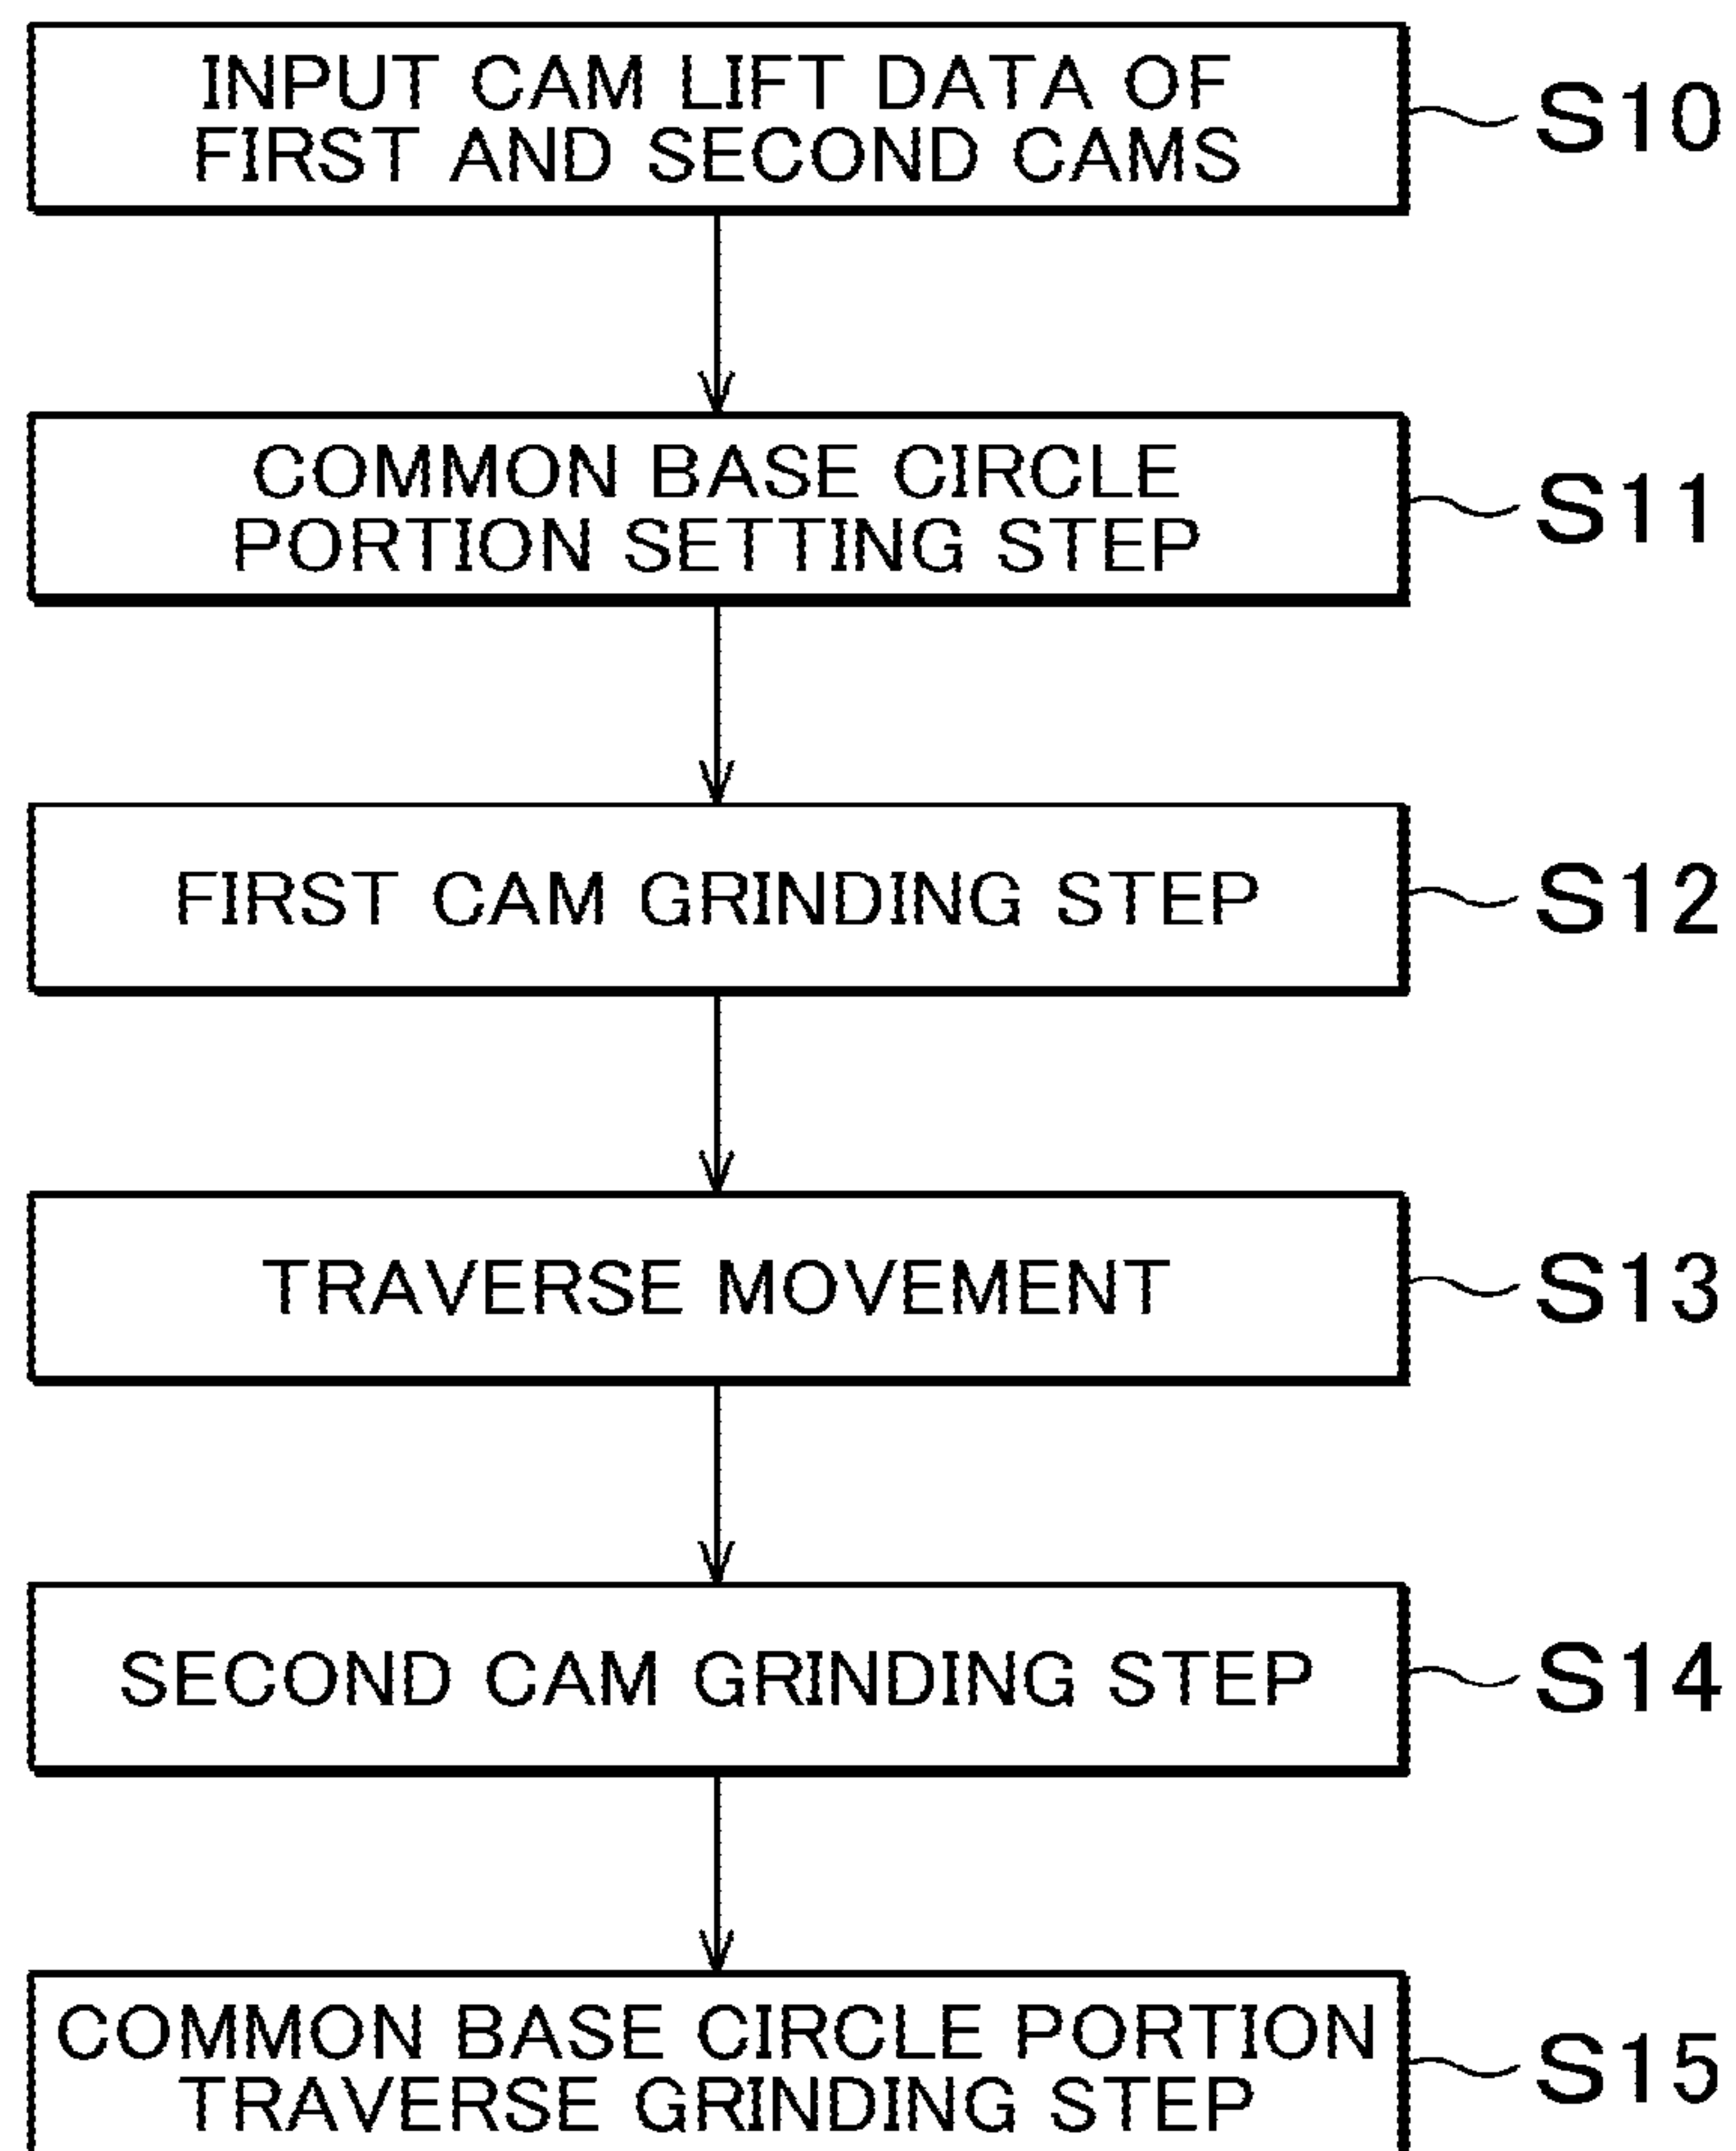 INPUT CAM LIFT DATA OF
FIRST AND SECOND CAMS
S10
COMMON BASE CIRCLE
PORTION SETTING STEP
S11
FIRST CAM GRINDING STEP
S12
TRAVERSE MOVEMENT
S13
SECOND CAM GRINDING STEP
S14
COMMON BASE CIRCLE PORTION
TRAVERSE GRINDING STEP
S15